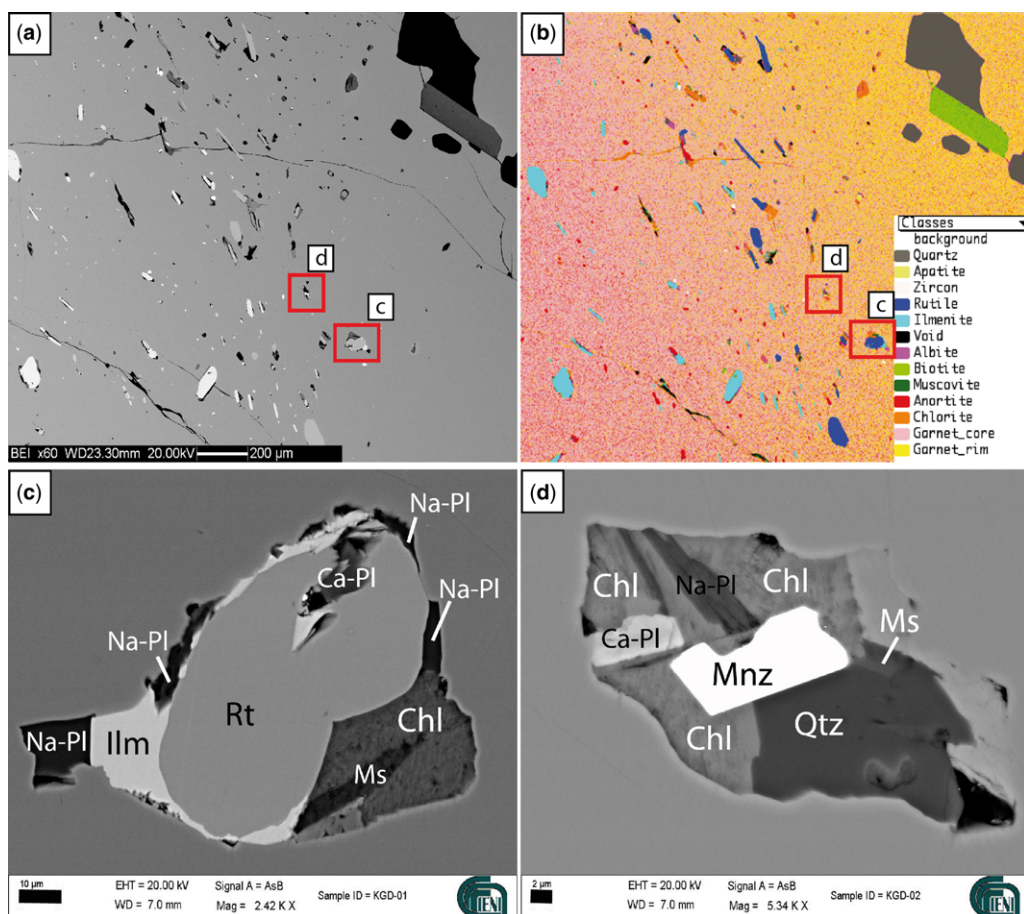 (a)
d
c
BEI x60 WD23.30mm 20.00kV 200 µm
(b)
d
c
Classes
background
Quartz
Apatite
Zircon
Rutile
Ilmenite
Void
Albite
Biotite
Muscovite
Anortite
Chlorite
Garnet_core
Garnet_rim
(c)
Na-Pl
Ca-Pl
Na-Pl
Na-Pl
Rt
Chl
Na-Pl
Ilm
Ms
10 µm
EHT = 20.00 kV
Signal A = AsB
WD = 7.0 mm
Mag = 2.42 K X
Sample ID = KGD-01
IENI
(d)
Chl
Na-Pl
Chl
Ca-Pl
Ms
Mnz
Chl
Qtz
2 µm
EHT = 20.00 kV
Signal A = AsB
WD = 7.0 mm
Mag = 5.34 K X
Sample ID = KGD-02
IENI